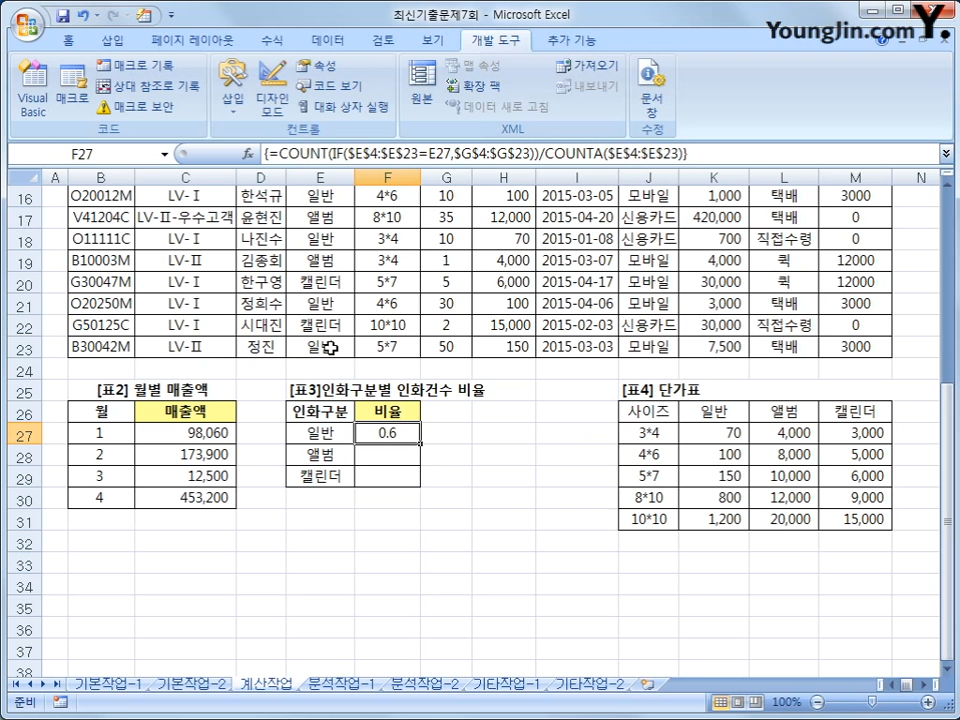 최신기출문제7회 - Microsoft Excel
Younglin.com Y.
홈 삽입 페이지 레이아웃 수식 데이터 검토 보기 개발 도구 추가 기능
Visual Basic 매크로 매크로 기록 상대 참조로 기록 매크로 보안 코드
삽입 디자인 모드 속성 코드 보기 대화 상자 실행 컨트롤
원본 맵 속성 확장 팩 데이터 새로 고침 가져오기 내보내기 XML
문서 창 수정
F27 fx {=COUNT(IF($E$4:$E$23=E27,$G$4:$G$23))/COUNTA($E$4:$E$23)}
A B C D E F G H I J K L M N
16 O20012M LV-Ⅰ 한석규 일반 4*6 10 100 2015-03-05 모바일 1,000 택배 3000
17 V41204C LV-Ⅱ-우수고객 윤현진 앨범 8*10 35 12,000 2015-04-20 신용카드 420,000 택배 0
18 O11111C LV-Ⅰ 나진수 일반 3*4 10 70 2015-01-08 신용카드 700 직접수령 0
19 B10003M LV-Ⅱ 김종회 앨범 3*4 1 4,000 2015-03-07 모바일 4,000 퀵 12000
20 G30047M LV-Ⅰ 한구영 캘린더 5*7 5 6,000 2015-04-17 모바일 30,000 퀵 12000
21 O20250M LV-Ⅰ 정희수 일반 4*6 30 100 2015-04-06 모바일 3,000 택배 3000
22 G50125C LV-Ⅰ 시대진 캘린더 10*10 2 15,000 2015-02-03 신용카드 30,000 직접수령 0
23 B30042M LV-Ⅱ 정진 일 5*7 50 150 2015-03-03 모바일 7,500 택배 3000
24
25 [표2] 월별 매출액 [표3]인화구분별 인화건수 비율 [표4] 단가표
26 월 매출액 인화구분 비율 사이즈 일반 앨범 캘린더
27 1 98,060 일반 0.6 3*4 70 4,000 3,000
28 2 173,900 앨범 4*6 100 8,000 5,000
29 3 12,500 캘린더 5*7 150 10,000 6,000
30 4 453,200 8*10 800 12,000 9,000
31 10*10 1,200 20,000 15,000
32
33
34
35
36
37
38
기본작업-1 기본작업-2 계산작업 분석작업-1 분석작업-2 기타작업-1 기타작업-2
준비 100%